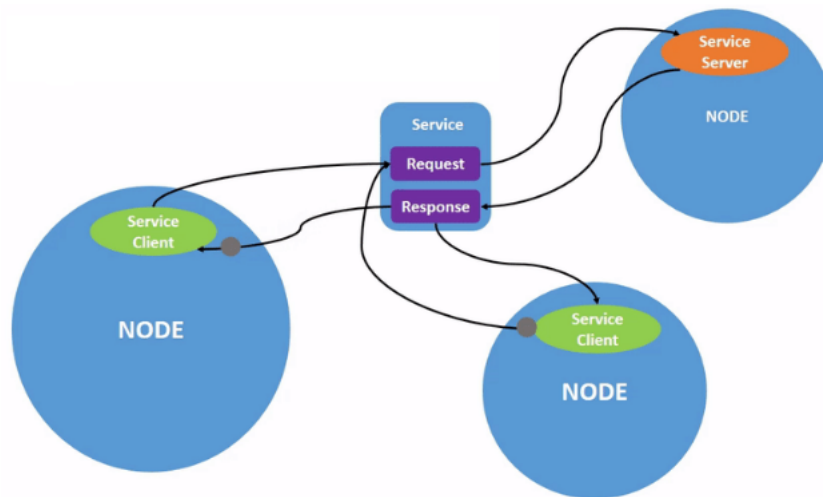 Service
Server
NODE
Service
Request
Response
Service
Client
NODE
Service
Client
NODE